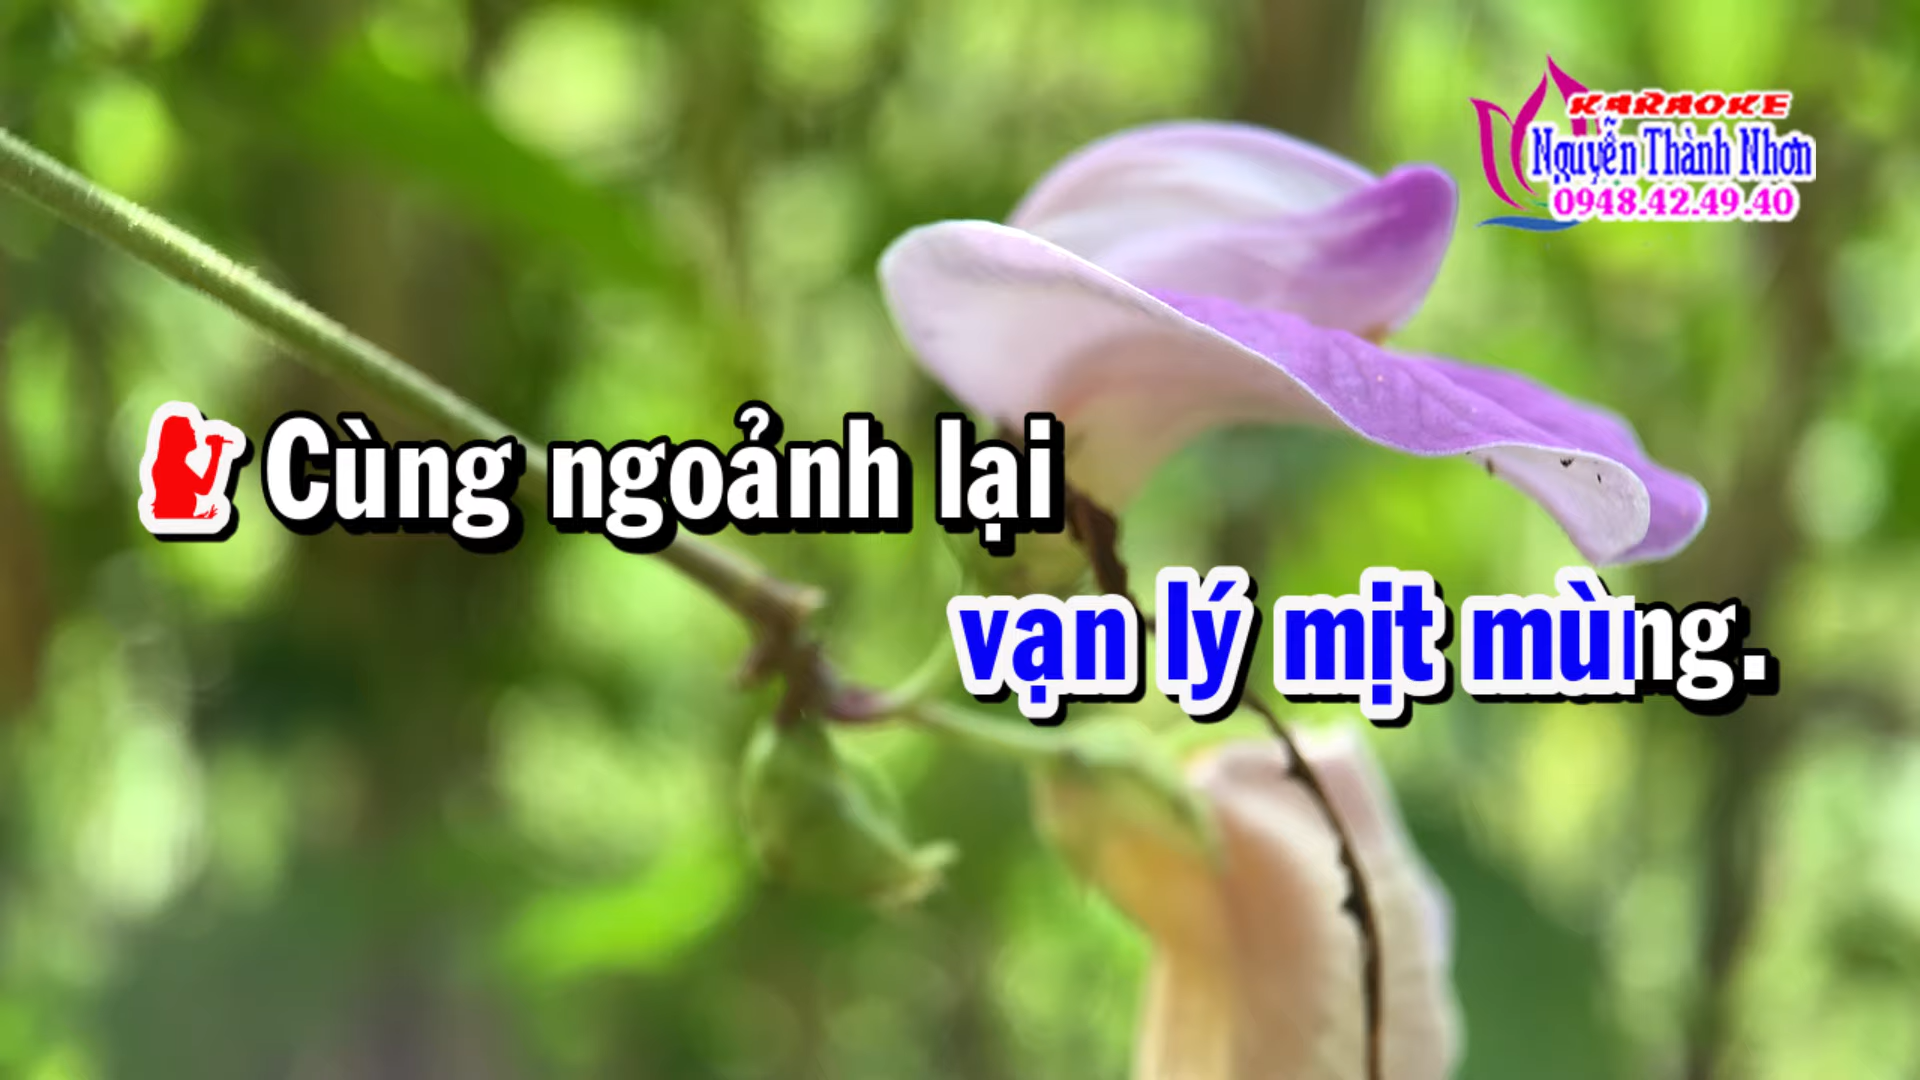 KARAOKE
Nguyễn Thành Nhơn
0948.42.49.40
Cùng ngoảnh lại
vạn lý mịt mùng.